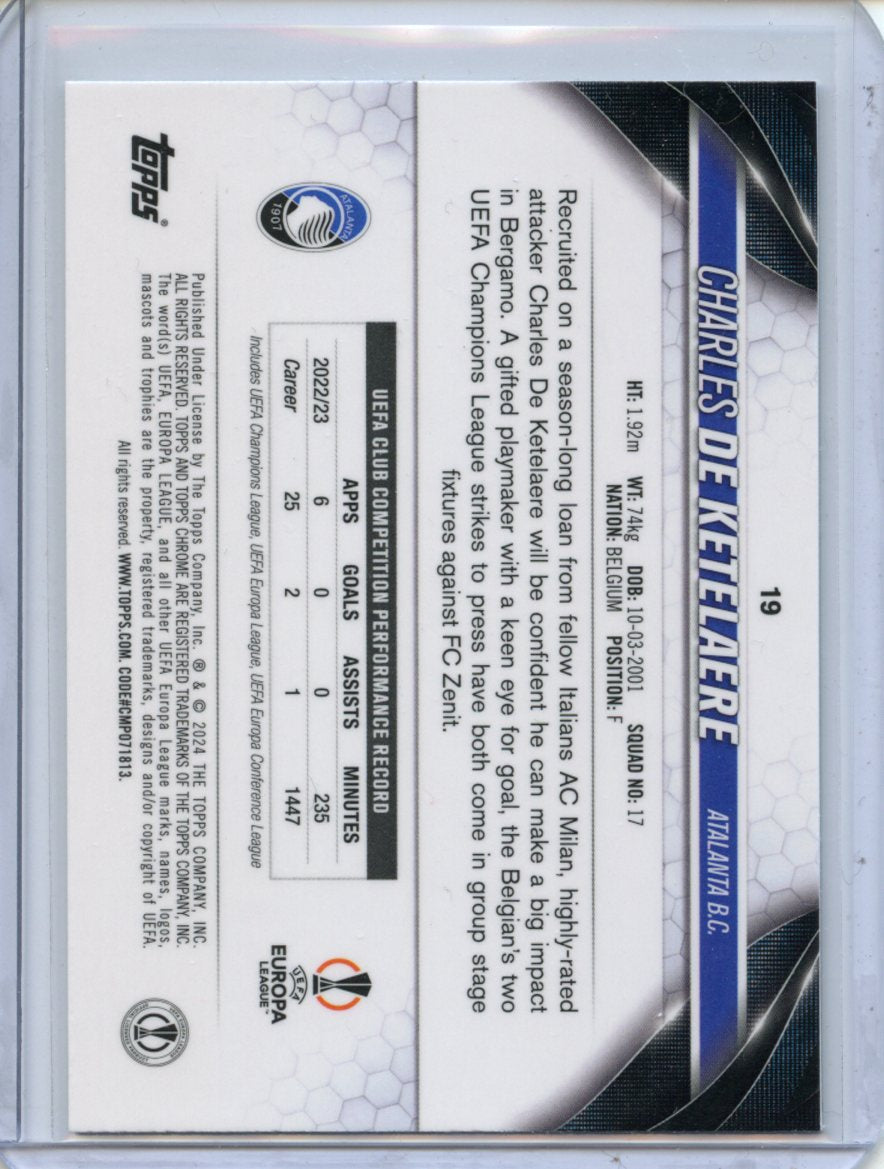 19
CHARLES DE KETELAERE ATALANTA B.C.
HT: 1.92m WT: 74kg DOB: 10-03-2001 SQUAD NO: 17
NATION: BELGIUM POSITION: F
Recruited on a season-long loan from fellow Italians AC Milan, highly-rated
attacker Charles De Ketelaere will be confident he can make a big impact
in Bergamo. A gifted playmaker with a keen eye for goal, the Belgian's two
UEFA Champions League strikes to press have both come in group stage
fixtures against FC Zenit.
ATALANTA
1907
UEFA CLUB COMPETITION PERFORMANCE RECORD
APPS GOALS ASSISTS MINUTES
2022/23 6 0 0 235
Career 25 2 1 1447
Includes UEFA Champions League, UEFA Europa League, UEFA Europa Conference League
UEFA
EUROPA
LEAGUE™
topps®
Published Under License by The Topps Company, Inc. ® & © 2024 THE TOPPS COMPANY, INC.
ALL RIGHTS RESERVED. TOPPS AND TOPPS CHROME ARE REGISTERED TRADEMARKS OF THE TOPPS COMPANY, INC.
The word(s) UEFA, EUROPA LEAGUE, and all other UEFA Europa League marks, names, logos,
mascots and trophies are the property, registered trademarks, designs and/or copyright of UEFA.
All rights reserved. WWW.TOPPS.COM. CODE#CMP071813.